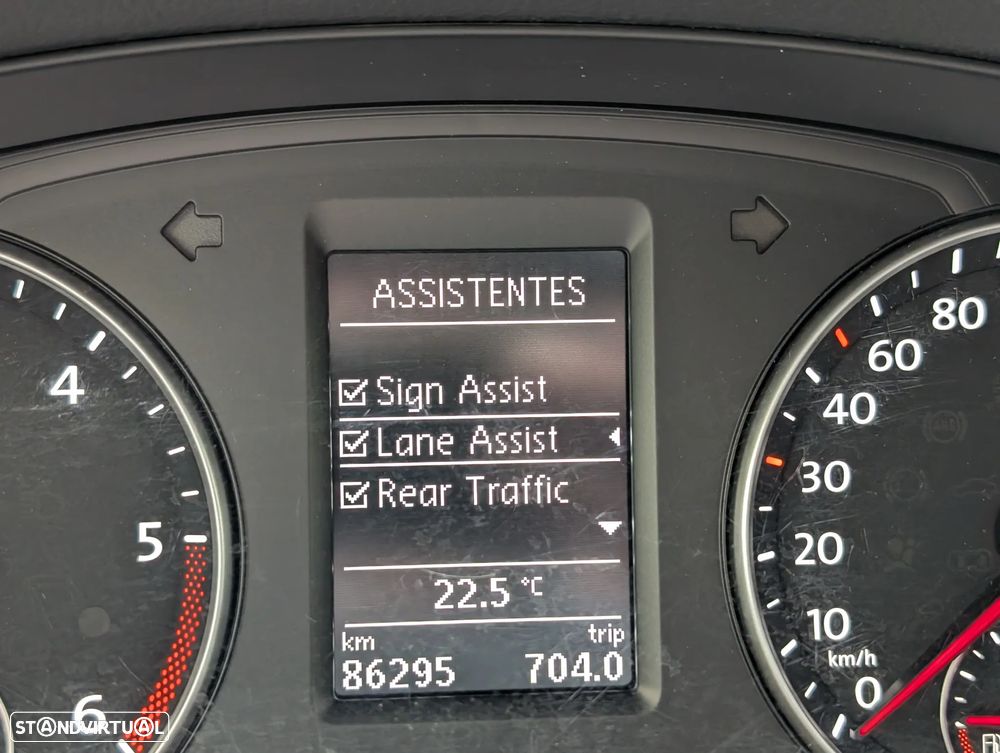 ASSISTENTES
Sign Assist
Lane Assist
Rear Traffic
22.5 °C
km trip
86295 704.0
4
5
6
80
60
40
30
20
10
km/h
0
STANDVIRTUAL